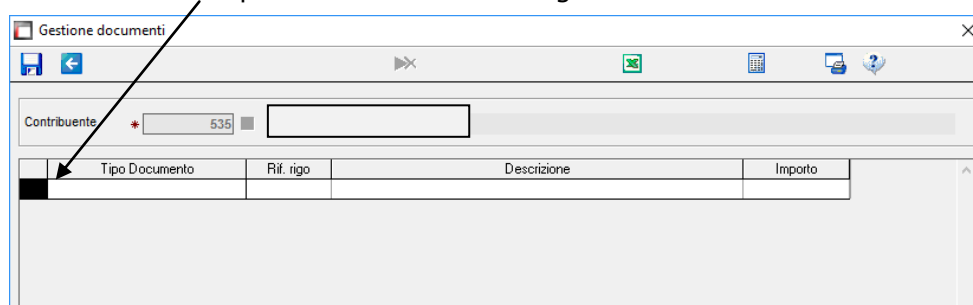 Gestione documenti
Contribuente * 535
Tipo Documento Rif. rigo Descrizione Importo